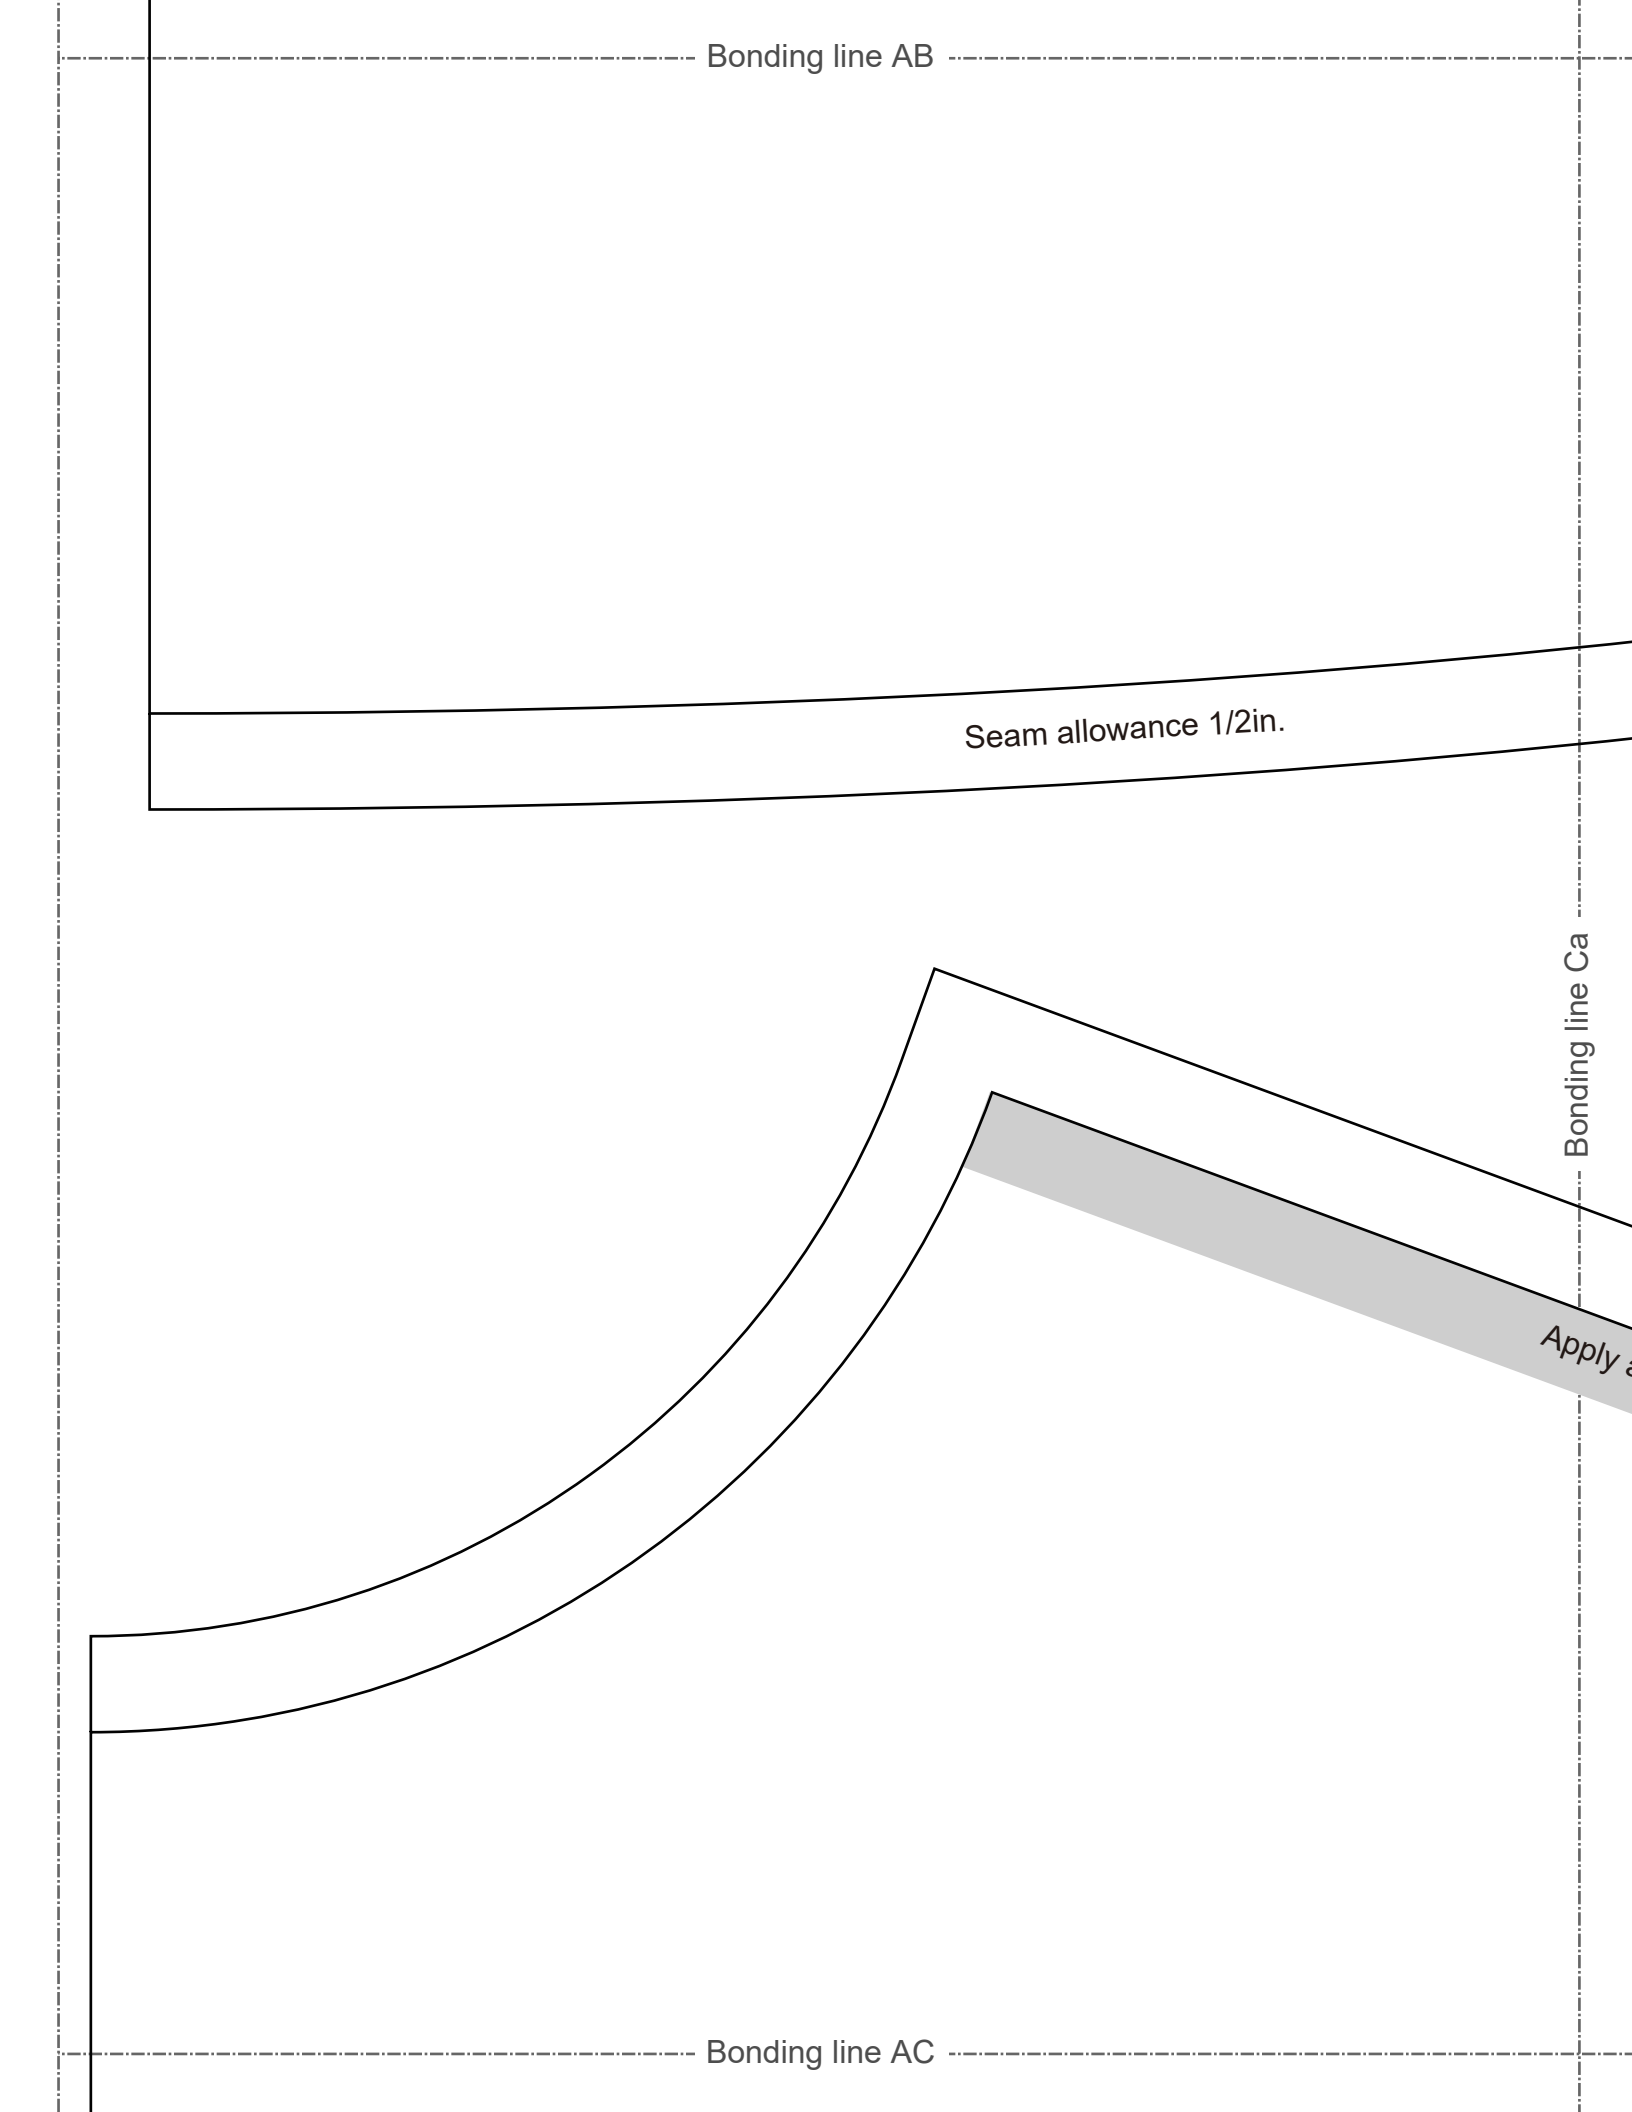 Bonding line AB
Seam allowance 1/2in.
Bonding line Ca
Apply a
Bonding line AC